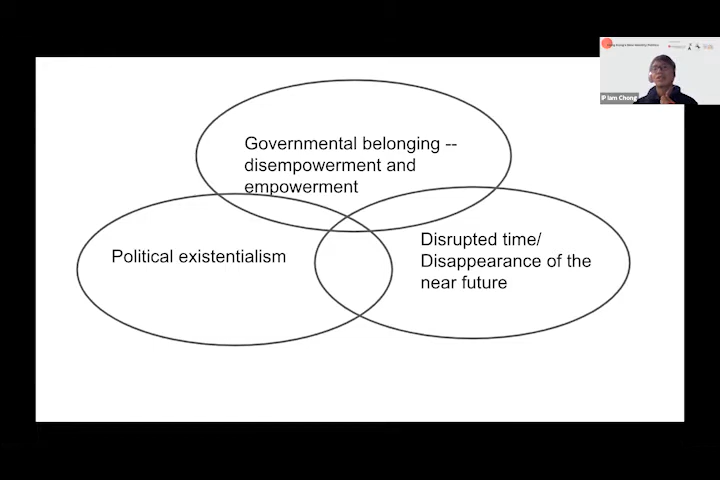 Governmental belonging --
disempowerment and
empowerment
Political existentialism
Disrupted time/
Disappearance of the
near future
IP Iam Chong